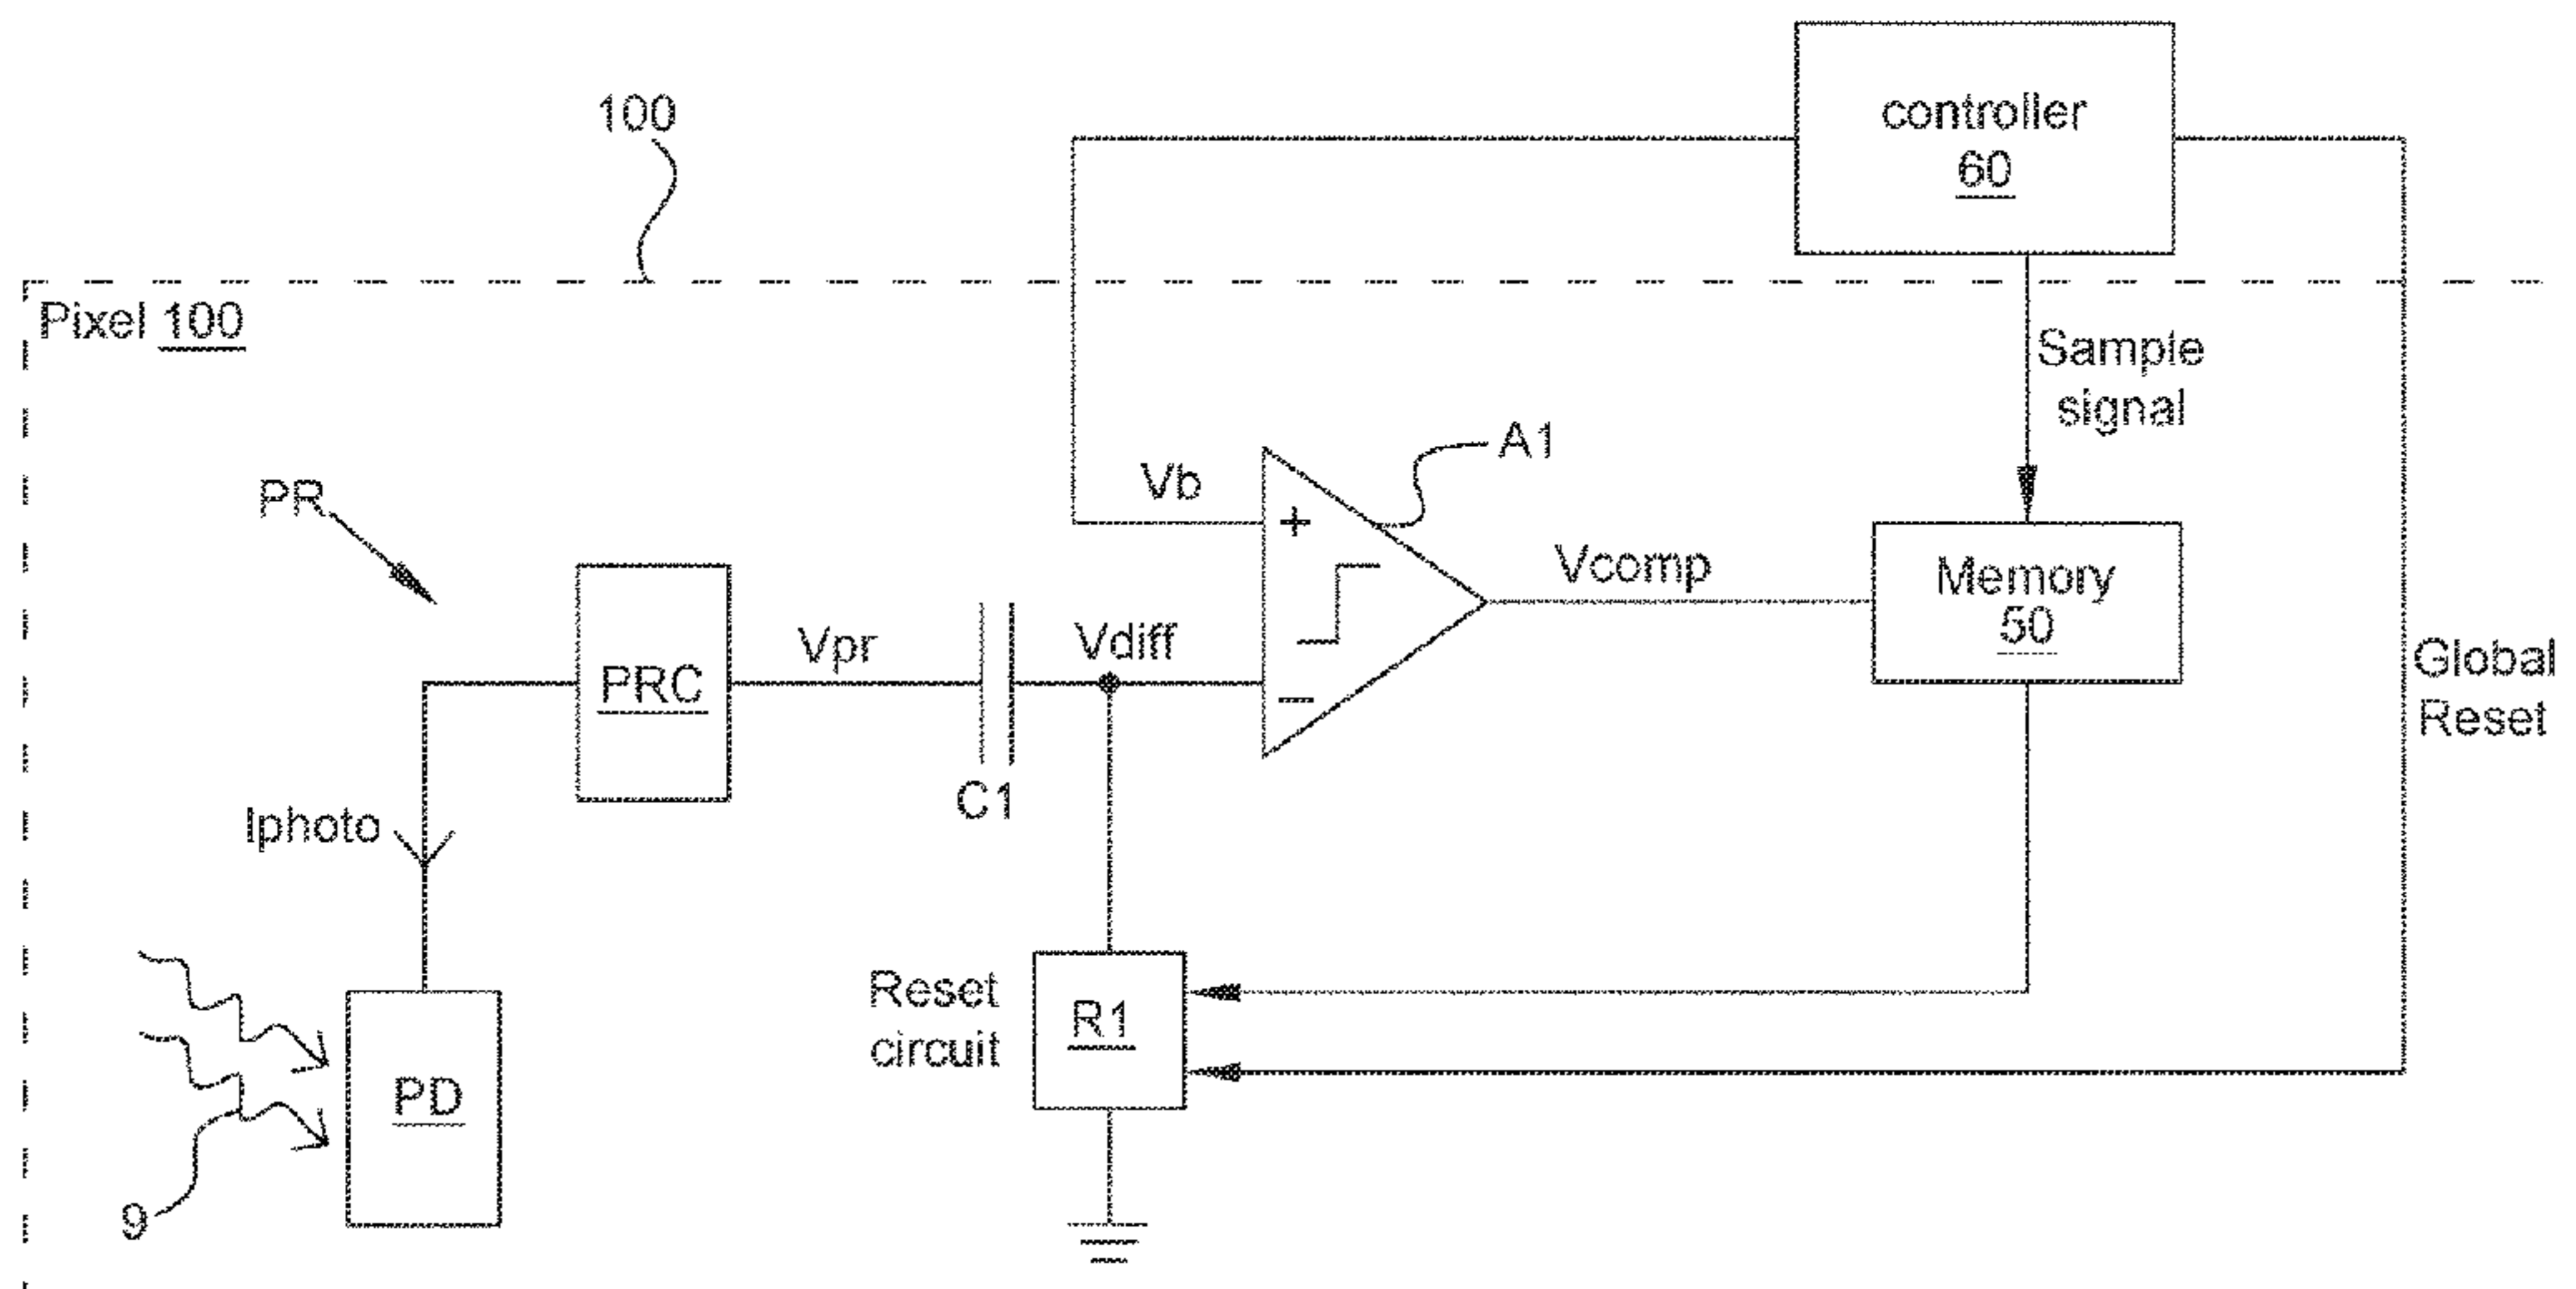 controller
60
100
Pixel 100
Sample
signal
A1
Vb
PR
+
Vcomp
Memory
50
Vpr
Vdiff
PRC
−
Global
Reset
C1
Iphoto
Reset
circuit
R1
PD
9